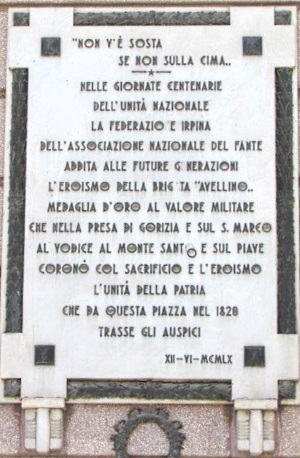 "NON V'È SOSTA
SE NON SULLA CIMA..
NELLE GIORNATE CENTENARIE
DELL'UNITÀ NAZIONALE
LA FEDERAZIO E IRPINA
DELL'ASSOCIAZIONE NAZIONALE DEL FANTE
ADDITA ALLE FUTURE G NERAZIONI
L'EROISMO DELLA BRIG TA "AVELLINO..
MEDAGLIA D'ORO AL VALORE MILITARE
CHE NELLA PRESA DI GORIZIA E SUL S. MARCO
AL VODICE AL MONTE SANTO E SUL PIAVE
CORONÒ COL SACRIFICIO E L'EROISMO
L'UNITÀ DELLA PATRIA
CHE DA QUESTA PIAZZA NEL 1820
TRASSE GLI AUSPICI
XII-VI-MCMLX